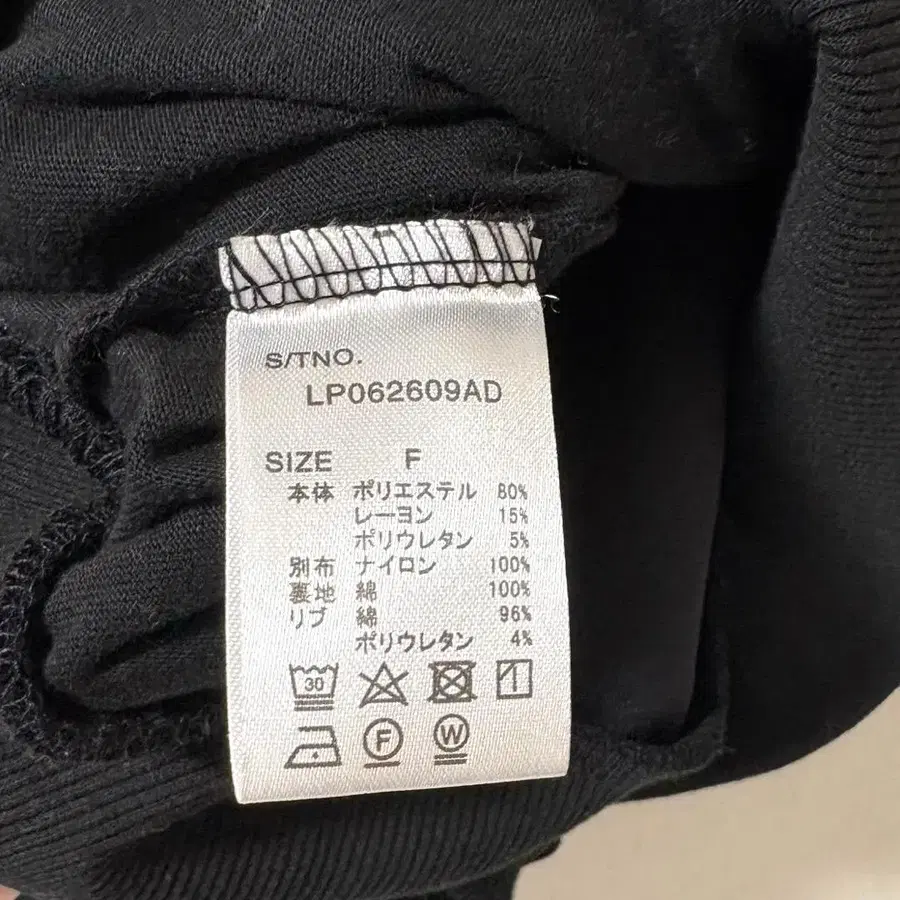 S/TNO.
LP062609AD
SIZE F
本体 ポリエステル 80%
レーヨン 15%
ポリウレタン 5%
別布 ナイロン 100%
裏地 綿 100%
リブ 綿 96%
ポリウレタン 4%
30
F W